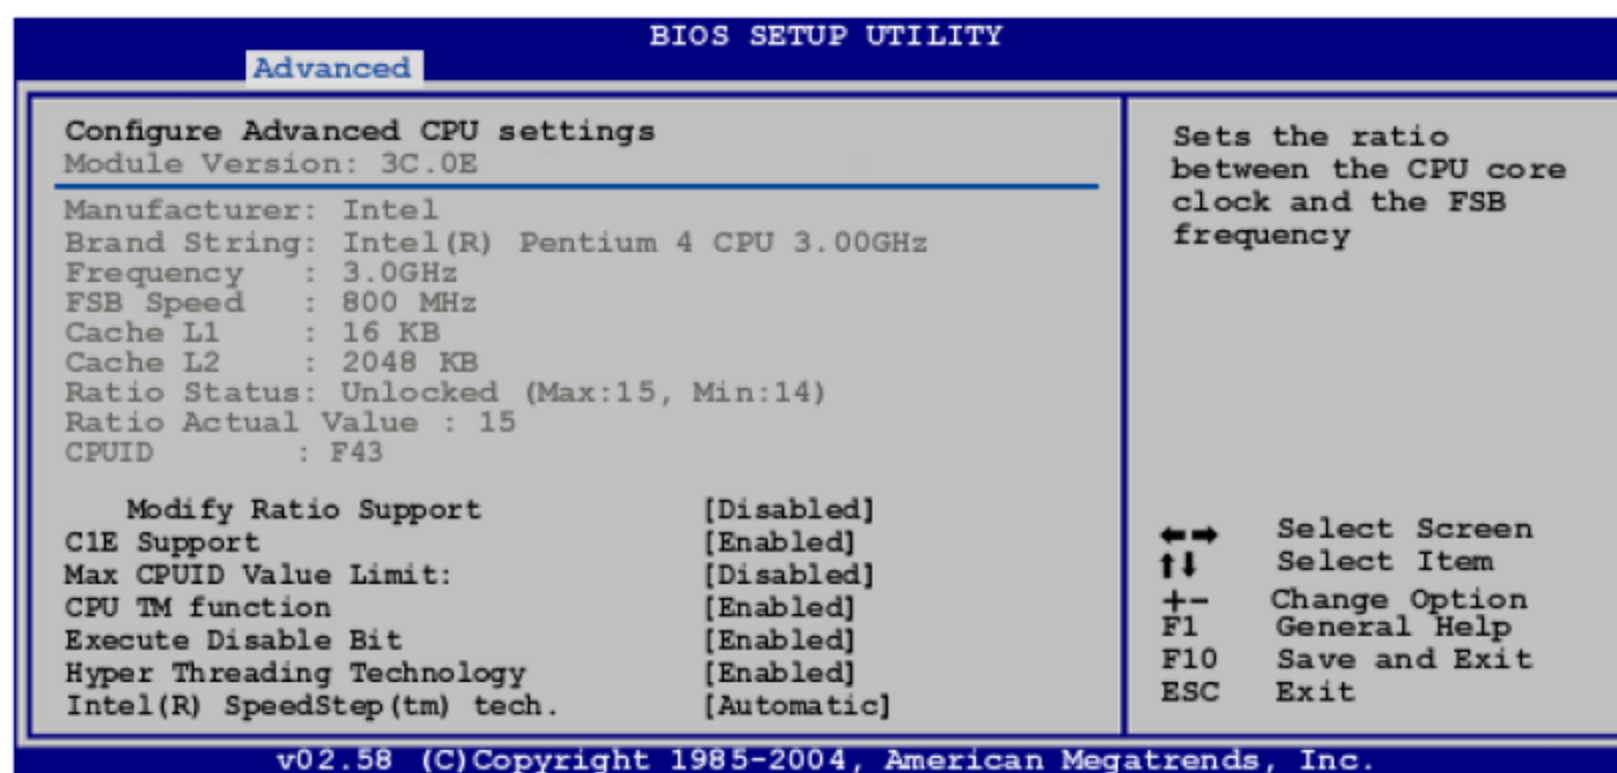 BIOS SETUP UTILITY
Advanced
Configure Advanced CPU settings
Module Version: 3C.0E
Manufacturer: Intel
Brand String: Intel(R) Pentium 4 CPU 3.00GHz
Frequency : 3.0GHz
FSB Speed : 800 MHz
Cache L1 : 16 KB
Cache L2 : 2048 KB
Ratio Status: Unlocked (Max:15, Min:14)
Ratio Actual Value : 15
CPUID : F43
Modify Ratio Support [Disabled]
C1E Support [Enabled]
Max CPUID Value Limit: [Disabled]
CPU TM function [Enabled]
Execute Disable Bit [Enabled]
Hyper Threading Technology [Enabled]
Intel(R) SpeedStep(tm) tech. [Automatic]
Sets the ratio
between the CPU core
clock and the FSB
frequency
←→ Select Screen
↑↓ Select Item
+- Change Option
F1 General Help
F10 Save and Exit
ESC Exit
v02.58 (C)Copyright 1985-2004, American Megatrends, Inc.